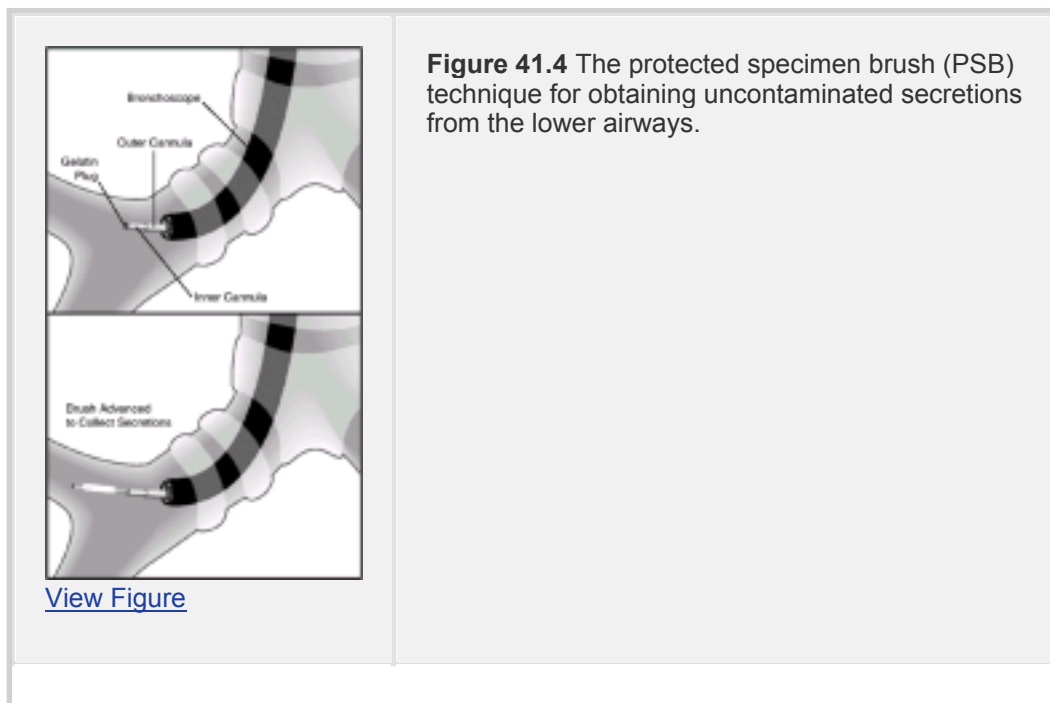 Bronchoscope
Outer Cannula
Gelatin
Plug
Inner Cannula
Brush Advanced
to Collect Secretions
View Figure
Figure 41.4 The protected specimen brush (PSB)
technique for obtaining uncontaminated secretions
from the lower airways.